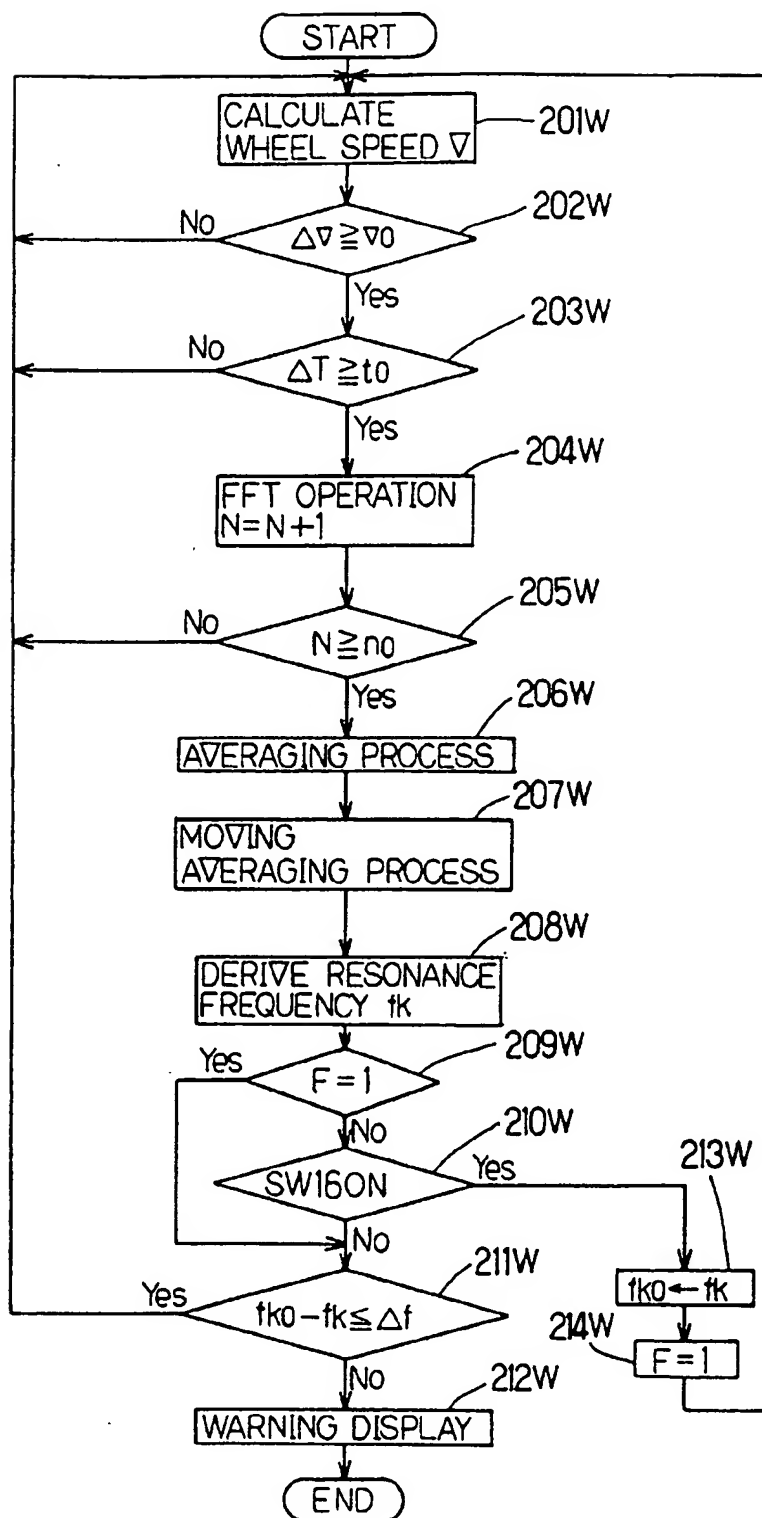 START
CALCULATE
WHEEL SPEED V
201W
202W
No
ΔV ≧ V0
Yes
203W
No
ΔT ≧ t0
Yes
204W
FFT OPERATION
N = N + 1
205W
No
N ≧ n0
Yes
206W
AVERAGING PROCESS
207W
MOVING
AVERAGING PROCESS
208W
DERIVE RESONANCE
FREQUENCY fk
209W
Yes
F = 1
No
210W
SW16ON
Yes
213W
No
fk0 ← fk
211W
Yes
fk0 - fk ≦ Δf
214W
F = 1
No
212W
WARNING DISPLAY
END